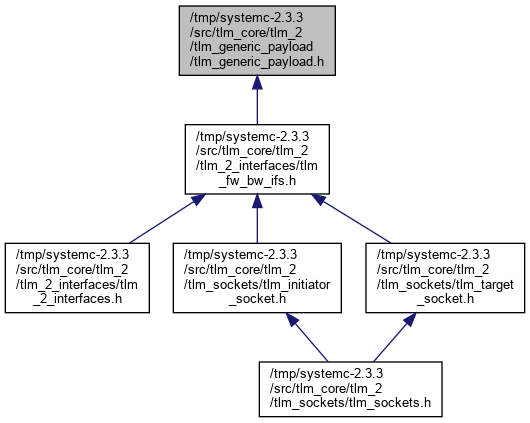 /tmp/systemc-2.3.3
/src/tlm_core/tlm_2
/tlm_generic_payload
/tlm_generic_payload.h
/tmp/systemc-2.3.3
/src/tlm_core/tlm_2
/tlm_2_interfaces/tlm
_fw_bw_ifs.h
/tmp/systemc-2.3.3
/src/tlm_core/tlm_2
/tlm_2_interfaces/tlm
_2_interfaces.h
/tmp/systemc-2.3.3
/src/tlm_core/tlm_2
/tlm_sockets/tlm_initiator
_socket.h
/tmp/systemc-2.3.3
/src/tlm_core/tlm_2
/tlm_sockets/tlm_target
_socket.h
/tmp/systemc-2.3.3
/src/tlm_core/tlm_2
/tlm_sockets/tlm_sockets.h